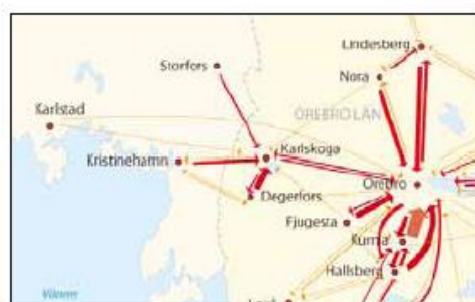 Lindesberg
Storfors
Nora
Karlstad
ÖREBRO LÄN
Karlskoga
Kristinehamn
Örebro
Degerfors
Fjugesta
Kumla
Hallsberg
Vänern